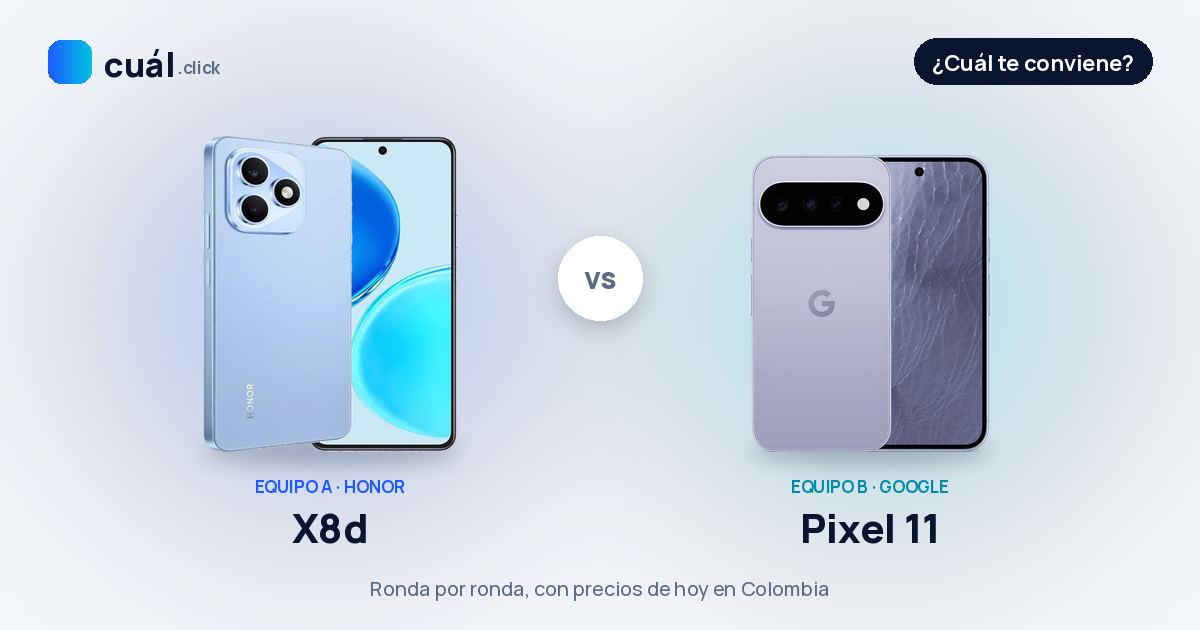 cuál.click
¿Cuál te conviene?
HONOR
G
VS
EQUIPO A · HONOR
X8d
EQUIPO B · GOOGLE
Pixel 11
Ronda por ronda, con precios de hoy en Colombia